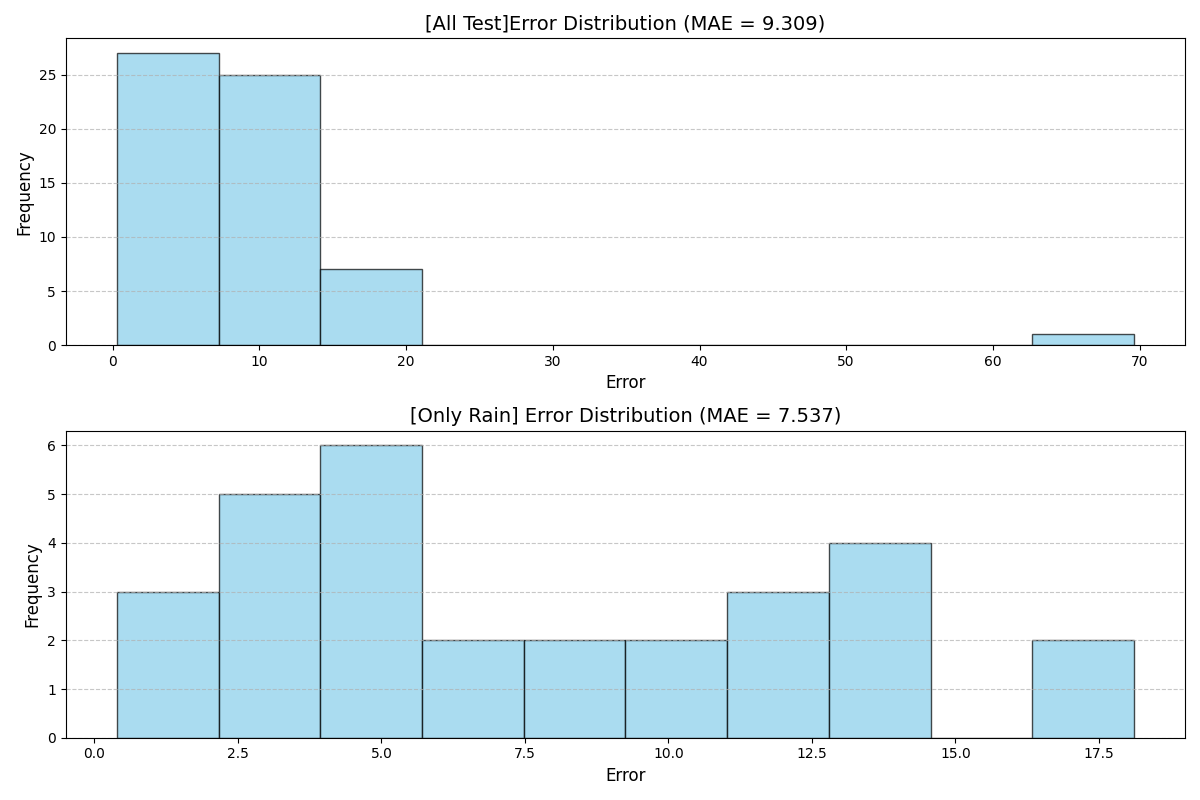 [All Test]Error Distribution (MAE = 9.309)
25
20
15
10
5
0
Frequency
0 10 20 30 40 50 60 70
Error
[Only Rain] Error Distribution (MAE = 7.537)
6
5
4
3
2
1
0
Frequency
0.0 2.5 5.0 7.5 10.0 12.5 15.0 17.5
Error